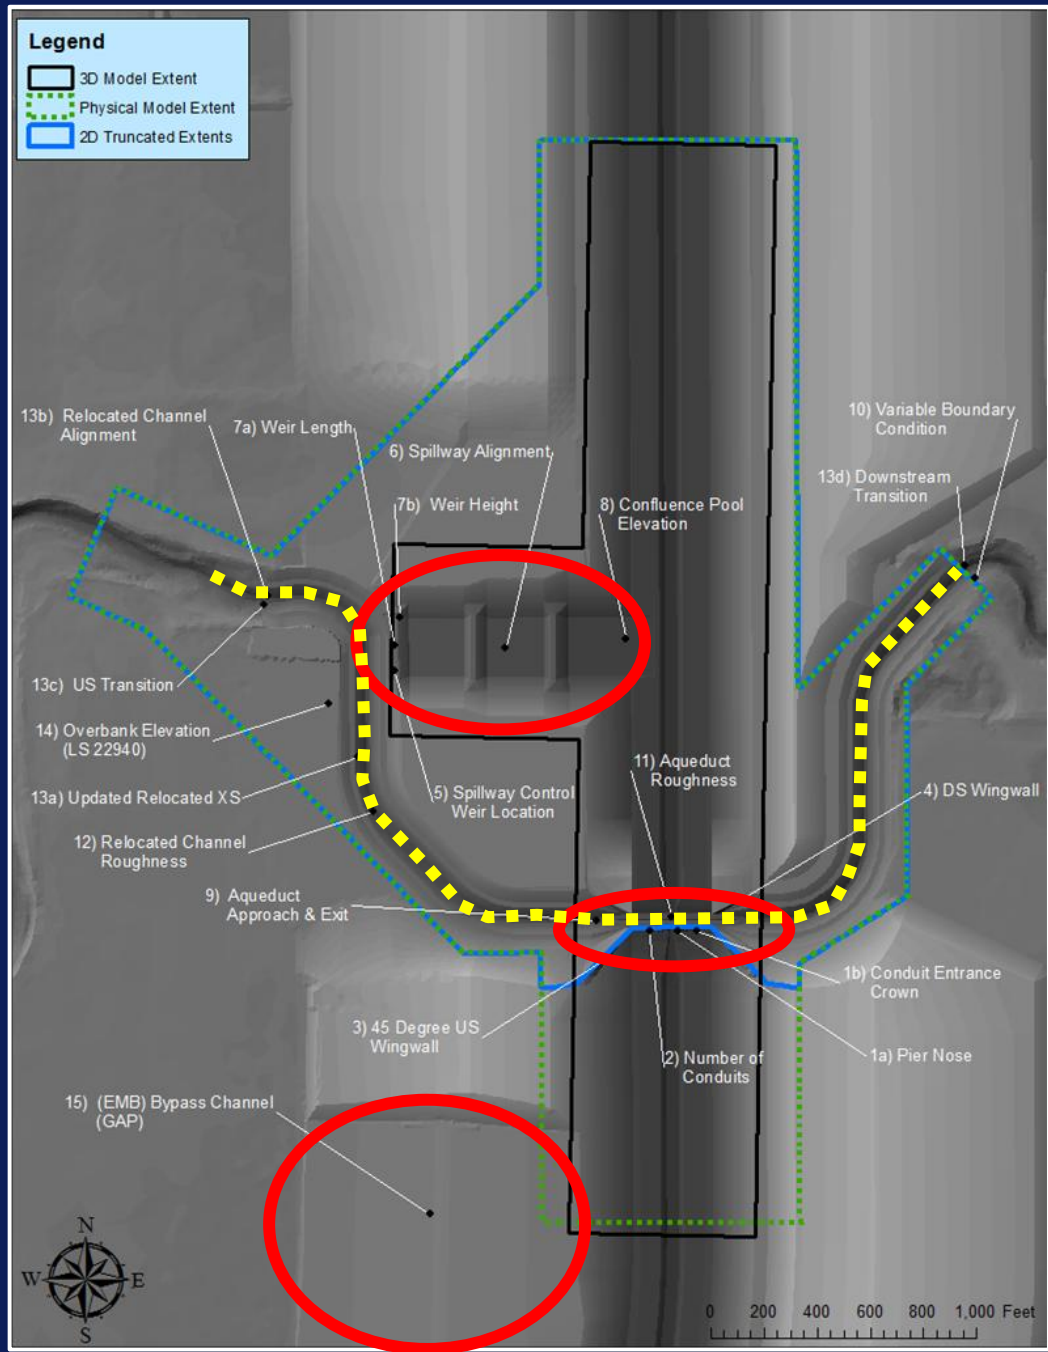 Legend
3D Model Extent
Physical Model Extent
2D Truncated Extents
13b) Relocated Channel
Alignment
7a) Weir Length
6) Spillway Alignment
7b) Weir Height
8) Confluence Pool
Elevation
10) Variable Boundary
Condition
13d) Downstream
Transition
13c) US Transition
14) Overbank Elevation
(LS 22940)
13a) Updated Relocated XS
12) Relocated Channel
Roughness
5) Spillway Control
Weir Location
11) Aqueduct
Roughness
4) DS Wingwall
9) Aqueduct
Approach & Exit
3) 45 Degree US
Wingwall
2) Number of
Conduits
1b) Conduit Entrance
Crown
1a) Pier Nose
15) (EMB) Bypass Channel
(GAP)
N
W E
S
0 200 400 600 800 1,000 Feet